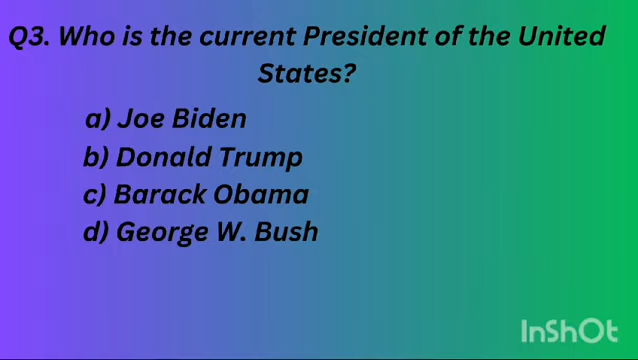 Q3. Who is the current President of the United
States?
a) Joe Biden
b) Donald Trump
c) Barack Obama
d) George W. Bush
InShOt